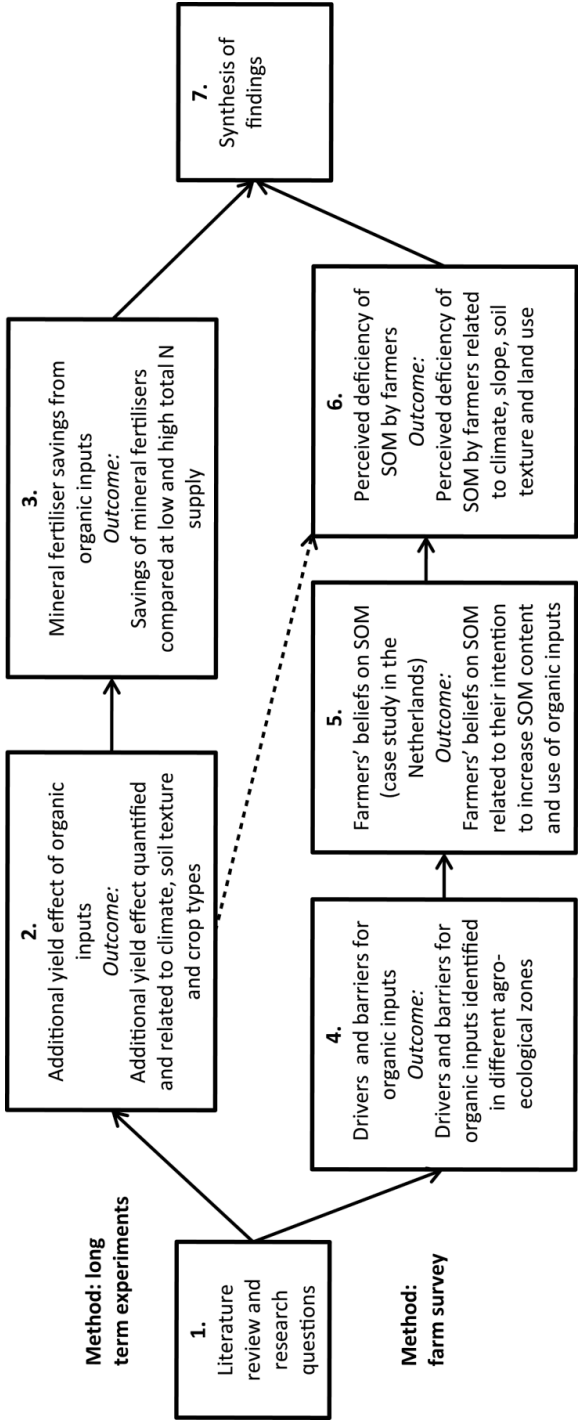 Method: long
term experiments
1.
Literature
review and
research
questions
Method:
farm survey
2.
Additional yield effect of organic
inputs
Outcome:
Additional yield effect quantified
and related to climate, soil texture
and crop types
3.
Mineral fertiliser savings from
organic inputs
Outcome:
Savings of mineral fertilisers
compared at low and high total N
supply
4.
Drivers and barriers for
organic inputs
Outcome:
Drivers and barriers for
organic inputs identified
in different agro-
ecological zones
5.
Farmers' beliefs on SOM
(case study in the
Netherlands)
Outcome:
Farmers' beliefs on SOM
related to their intention
to increase SOM content
and use of organic inputs
6.
Perceived deficiency of
SOM by farmers
Outcome:
Perceived deficiency of
SOM by farmers related
to climate, slope, soil
texture and land use
7.
Synthesis of
findings